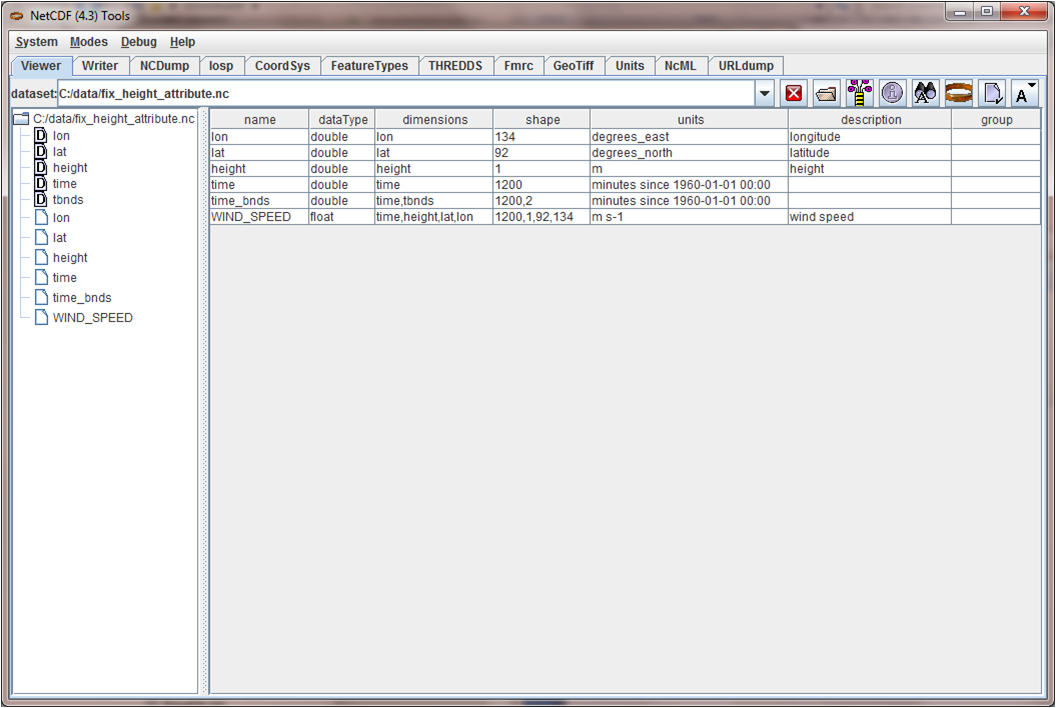 NetCDF (4.3) Tools
System Modes Debug Help
Viewer Writer NCDump Iosp CoordSys FeatureTypes THREDDS Fmrc GeoTiff Units NcML URLdump
dataset: C:/data/fix_height_attribute.nc
A
C:/data/fix_height_attribute.nc
D lon
D lat
D height
D time
D tbnds
lon
lat
height
time
time_bnds
WIND_SPEED
name dataType dimensions shape units description group
lon double lon 134 degrees_east longitude
lat double lat 92 degrees_north latitude
height double height 1 m height
time double time 1200 minutes since 1960-01-01 00:00
time_bnds double time,tbnds 1200,2 minutes since 1960-01-01 00:00
WIND_SPEED float time,height,lat,lon 1200,1,92,134 m s-1 wind speed